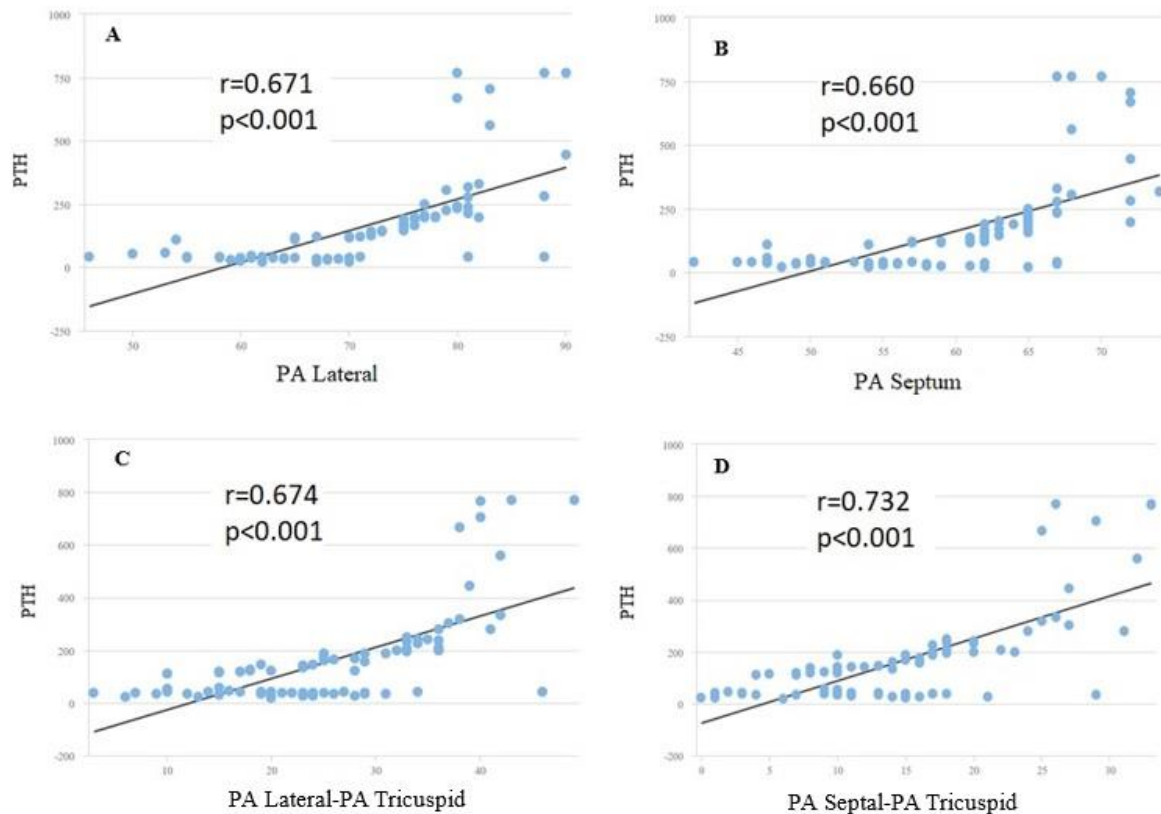 A
r=0.671
p<0.001
1000
750
500
250
0
-250
PTH
50 60 70 80 90
PA Lateral
B
r=0.660
p<0.001
1000
750
500
250
0
-250
PTH
45 50 55 60 65 70
PA Septum
C
r=0.674
p<0.001
1000
800
600
400
200
0
-200
PTH
10 20 30 40
PA Lateral-PA Tricuspid
D
r=0.732
p<0.001
1000
800
600
400
200
0
-200
PTH
0 5 10 15 20 25 30
PA Septal-PA Tricuspid